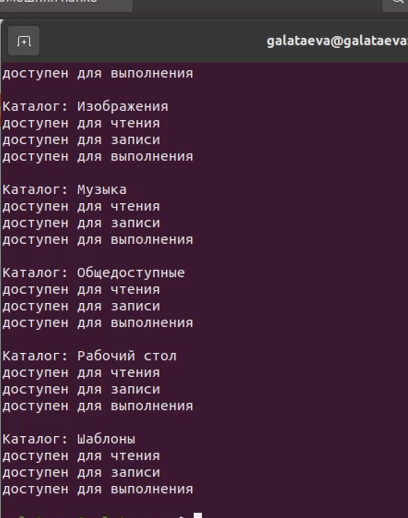 galataeva@galataeva
доступен для выполнения
Каталог: Изображения
доступен для чтения
доступен для записи
доступен для выполнения
Каталог: Музыка
доступен для чтения
доступен для записи
доступен для выполнения
Каталог: Общедоступные
доступен для чтения
доступен для записи
доступен для выполнения
Каталог: Рабочий стол
доступен для чтения
доступен для записи
доступен для выполнения
Каталог: Шаблоны
доступен для чтения
доступен для записи
доступен для выполнения